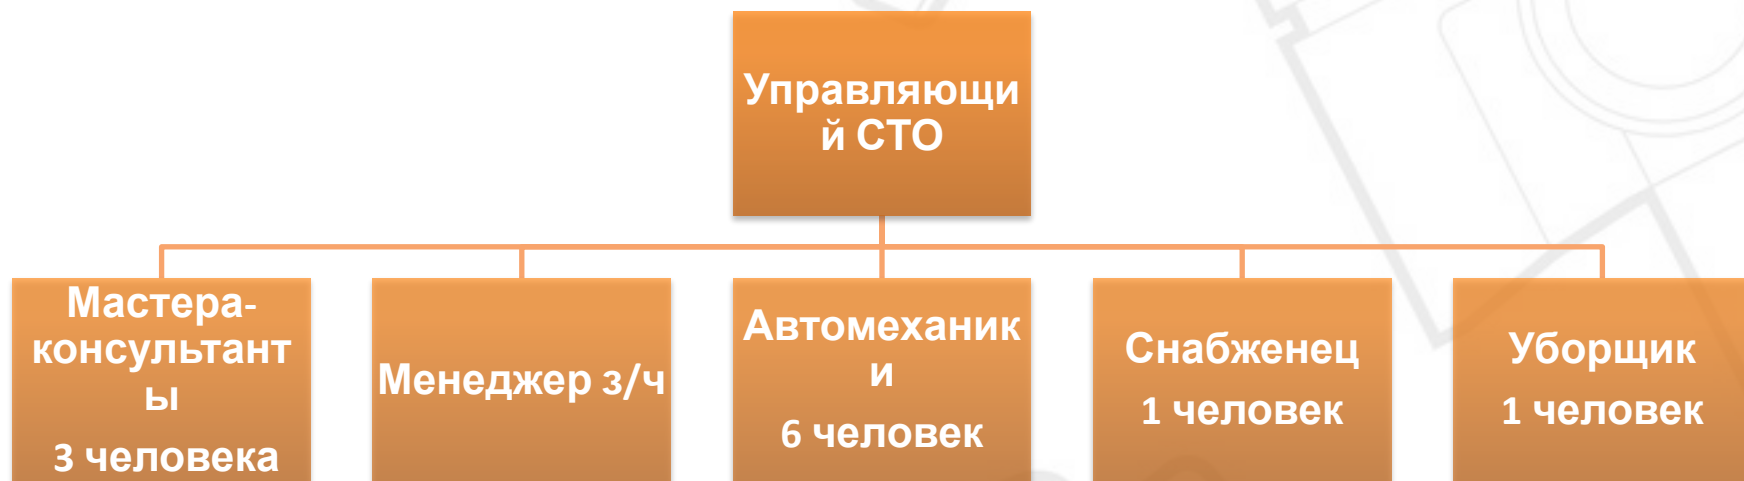 Управляющи
й СТО
Мастера-
консультант
ы
3 человека
Менеджер з/ч
Автомеханик
и
6 человек
Снабженец
1 человек
Уборщик
1 человек